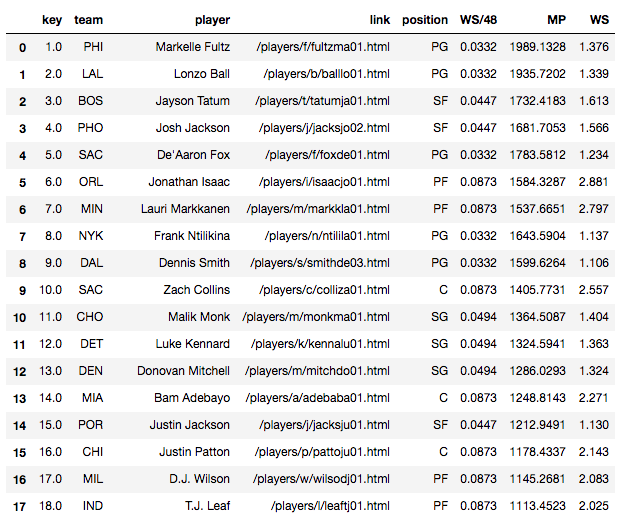 key team player link position WS/48 MP WS
0 1.0 PHI Markelle Fultz /players/f/fultzma01.html PG 0.0332 1989.1328 1.376
1 2.0 LAL Lonzo Ball /players/b/balllo01.html PG 0.0332 1935.7202 1.339
2 3.0 BOS Jayson Tatum /players/t/tatumja01.html SF 0.0447 1732.4183 1.613
3 4.0 PHO Josh Jackson /players/j/jacksjo02.html SF 0.0447 1681.7053 1.566
4 5.0 SAC De'Aaron Fox /players/f/foxde01.html PG 0.0332 1783.5812 1.234
5 6.0 ORL Jonathan Isaac /players/i/isaacjo01.html PF 0.0873 1584.3287 2.881
6 7.0 MIN Lauri Markkanen /players/m/markkla01.html PF 0.0873 1537.6651 2.797
7 8.0 NYK Frank Ntilikina /players/n/ntilila01.html PG 0.0332 1643.5904 1.137
8 9.0 DAL Dennis Smith /players/s/smithde03.html PG 0.0332 1599.6264 1.106
9 10.0 SAC Zach Collins /players/c/colliza01.html C 0.0873 1405.7731 2.557
10 11.0 CHO Malik Monk /players/m/monkma01.html SG 0.0494 1364.5087 1.404
11 12.0 DET Luke Kennard /players/k/kennalu01.html SG 0.0494 1324.5941 1.363
12 13.0 DEN Donovan Mitchell /players/m/mitchdo01.html SG 0.0494 1286.0293 1.324
13 14.0 MIA Bam Adebayo /players/a/adebaba01.html C 0.0873 1248.8143 2.271
14 15.0 POR Justin Jackson /players/j/jacksju01.html SF 0.0447 1212.9491 1.130
15 16.0 CHI Justin Patton /players/p/pattoju01.html C 0.0873 1178.4337 2.143
16 17.0 MIL D.J. Wilson /players/w/wilsodj01.html PF 0.0873 1145.2681 2.083
17 18.0 IND T.J. Leaf /players/l/leaftj01.html PF 0.0873 1113.4523 2.025